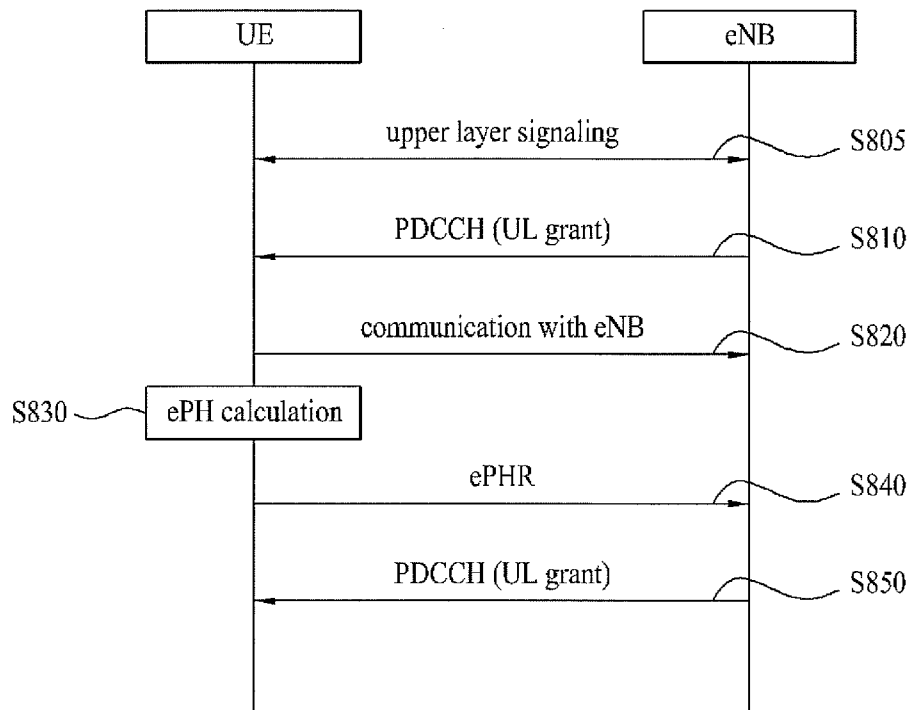 UE
eNB
upper layer signaling
S805
PDCCH (UL grant)
S810
communication with eNB
S820
S830
ePH calculation
ePHR
S840
PDCCH (UL grant)
S850